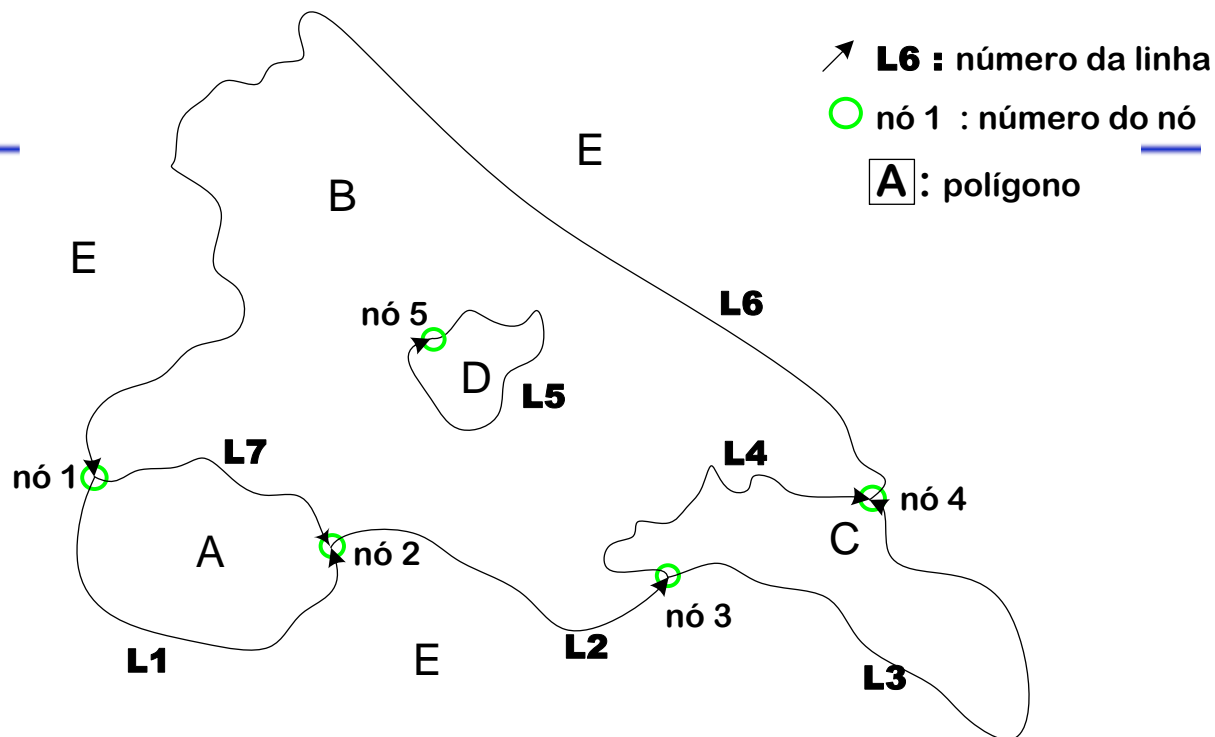 L6 : número da linha
nó 1 : número do nó
A : polígono
E
B
E
L6
nó 5
D
L5
L7
L4
nó 1
nó 4
A
C
nó 2
nó 3
L1
E
L2
L3